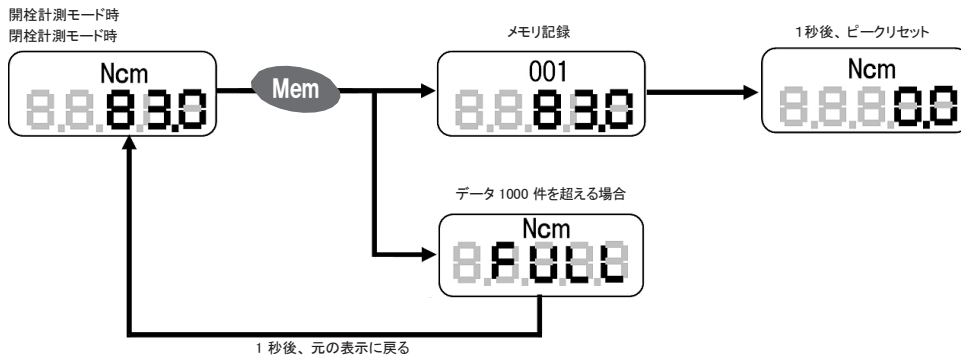 開栓計測モード時
閉栓計測モード時
Ncm
83.0
Mem
メモリ記録
001
83.0
1秒後、ピークリセット
Ncm
0.0
データ 1000 件を超える場合
Ncm
FULL
1 秒後、元の表示に戻る